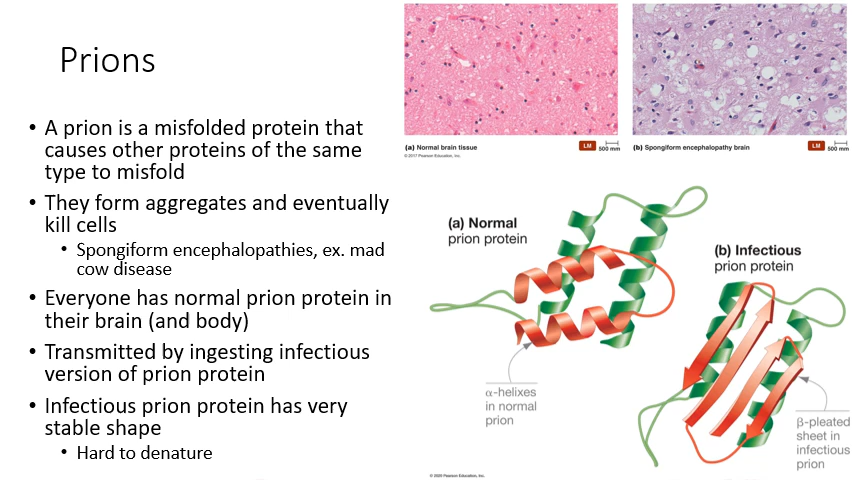 Prions
• A prion is a misfolded protein that
causes other proteins of the same
type to misfold
• They form aggregates and eventually
kill cells
• Spongiform encephalopathies, ex. mad
cow disease
• Everyone has normal prion protein in
their brain (and body)
• Transmitted by ingesting infectious
version of prion protein
• Infectious prion protein has very
stable shape
• Hard to denature
(a) Normal brain tissue
LM
500 mm
© 2017 Pearson Education, Inc.
(b) Spongiform encephalopathy brain
LM
500 mm
(a) Normal
prion protein
(b) Infectious
prion protein
α-helixes
in normal
prion
β-pleated
sheet in
infectious
prion
© 2020 Pearson Education, Inc.